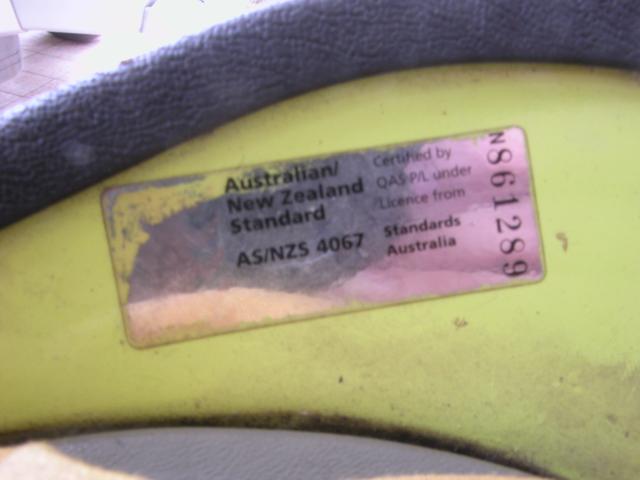 Australian/
New Zealand
Standard
AS/NZS 4067
Certified by
QAS P/L under
Licence from
Standards
Australia
N861289